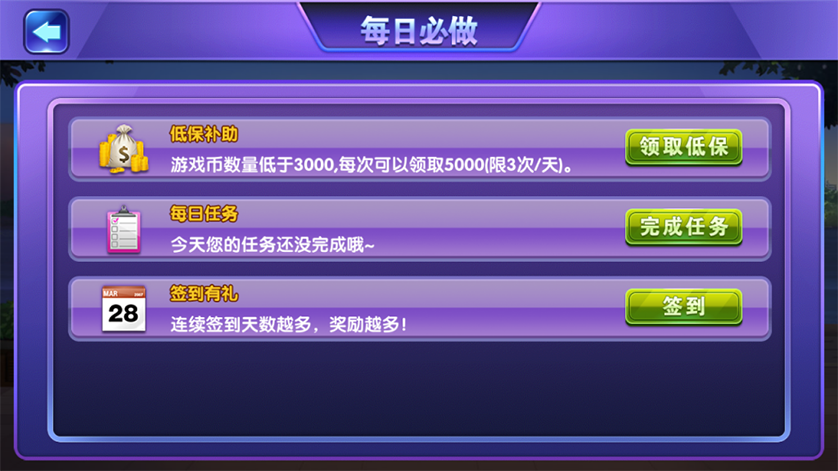 每日必做
低保补助
游戏币数量低于3000,每次可以领取5000(限3次/天)。
领取低保
每日任务
今天您的任务还没完成哦~
完成任务
MAR
28
签到有礼
连续签到天数越多，奖励越多!
签到